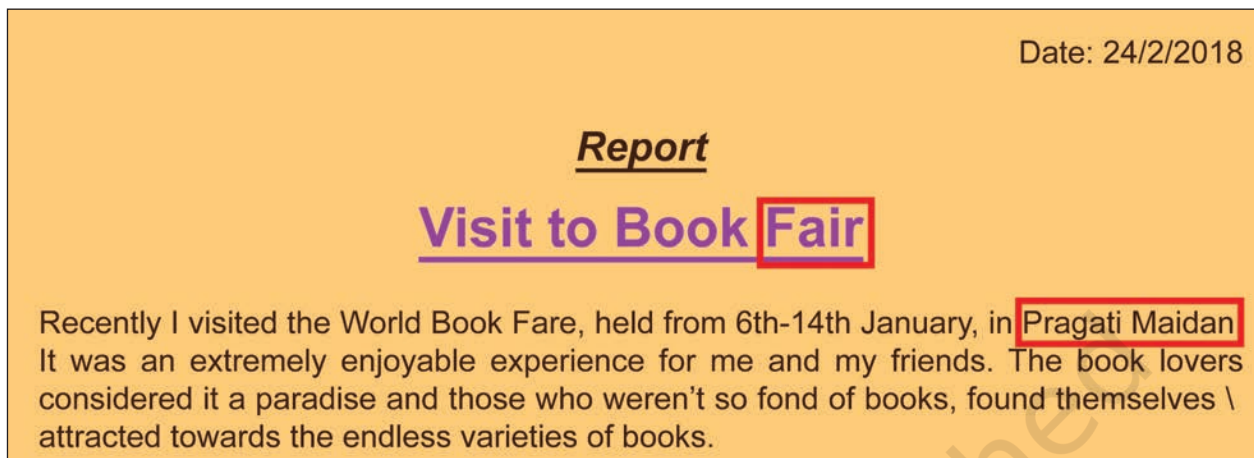 Date: 24/2/2018
Report
Visit to Book Fair
Recently I visited the World Book Fare, held from 6th-14th January, in Pragati Maidan
It was an extremely enjoyable experience for me and my friends. The book lovers
considered it a paradise and those who weren't so fond of books, found themselves \
attracted towards the endless varieties of books.